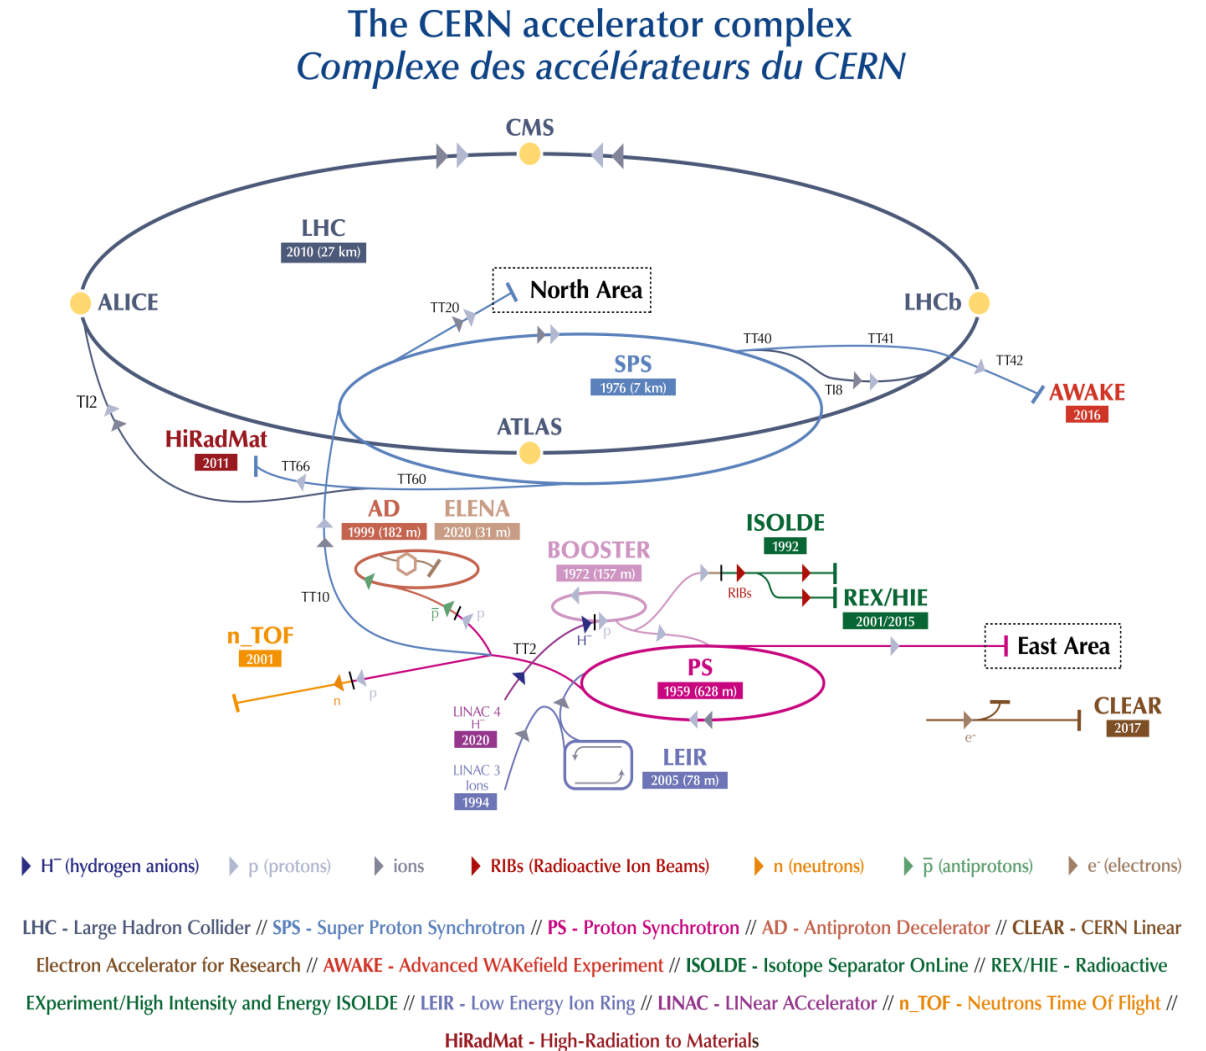 The CERN accelerator complex
Complexe des accélérateurs du CERN
CMS
LHC
2010 (27 km)
North Area
TT20
ALICE
LHCb
TT40
TT41
TT42
SPS
1976 (7 km)
TI8
AWAKE
2016
TI2
ATLAS
HiRadMat
2011
TT66
TT60
AD
1999 (182 m)
ELENA
2020 (31 m)
ISOLDE
1992
BOOSTER
1972 (157 m)
RIBs
REX/HIE
2001/2015
TT10
p̅
p
H⁻
p
n_TOF
2001
TT2
East Area
PS
1959 (628 m)
n
p
LINAC 4
H⁻
2020
CLEAR
2017
e⁻
LINAC 3
Ions
1994
LEIR
2005 (78 m)
H⁻ (hydrogen anions) p (protons) ions RIBs (Radioactive Ion Beams) n (neutrons) p̅ (antiprotons) e⁻ (electrons)
LHC - Large Hadron Collider // SPS - Super Proton Synchrotron // PS - Proton Synchrotron // AD - Antiproton Decelerator // CLEAR - CERN Linear
Electron Accelerator for Research // AWAKE - Advanced WAKefield Experiment // ISOLDE - Isotope Separator OnLine // REX/HIE - Radioactive
EXperiment/High Intensity and Energy ISOLDE // LEIR - Low Energy Ion Ring // LINAC - LINear ACcelerator // n_TOF - Neutrons Time Of Flight //
HiRadMat - High-Radiation to Materials